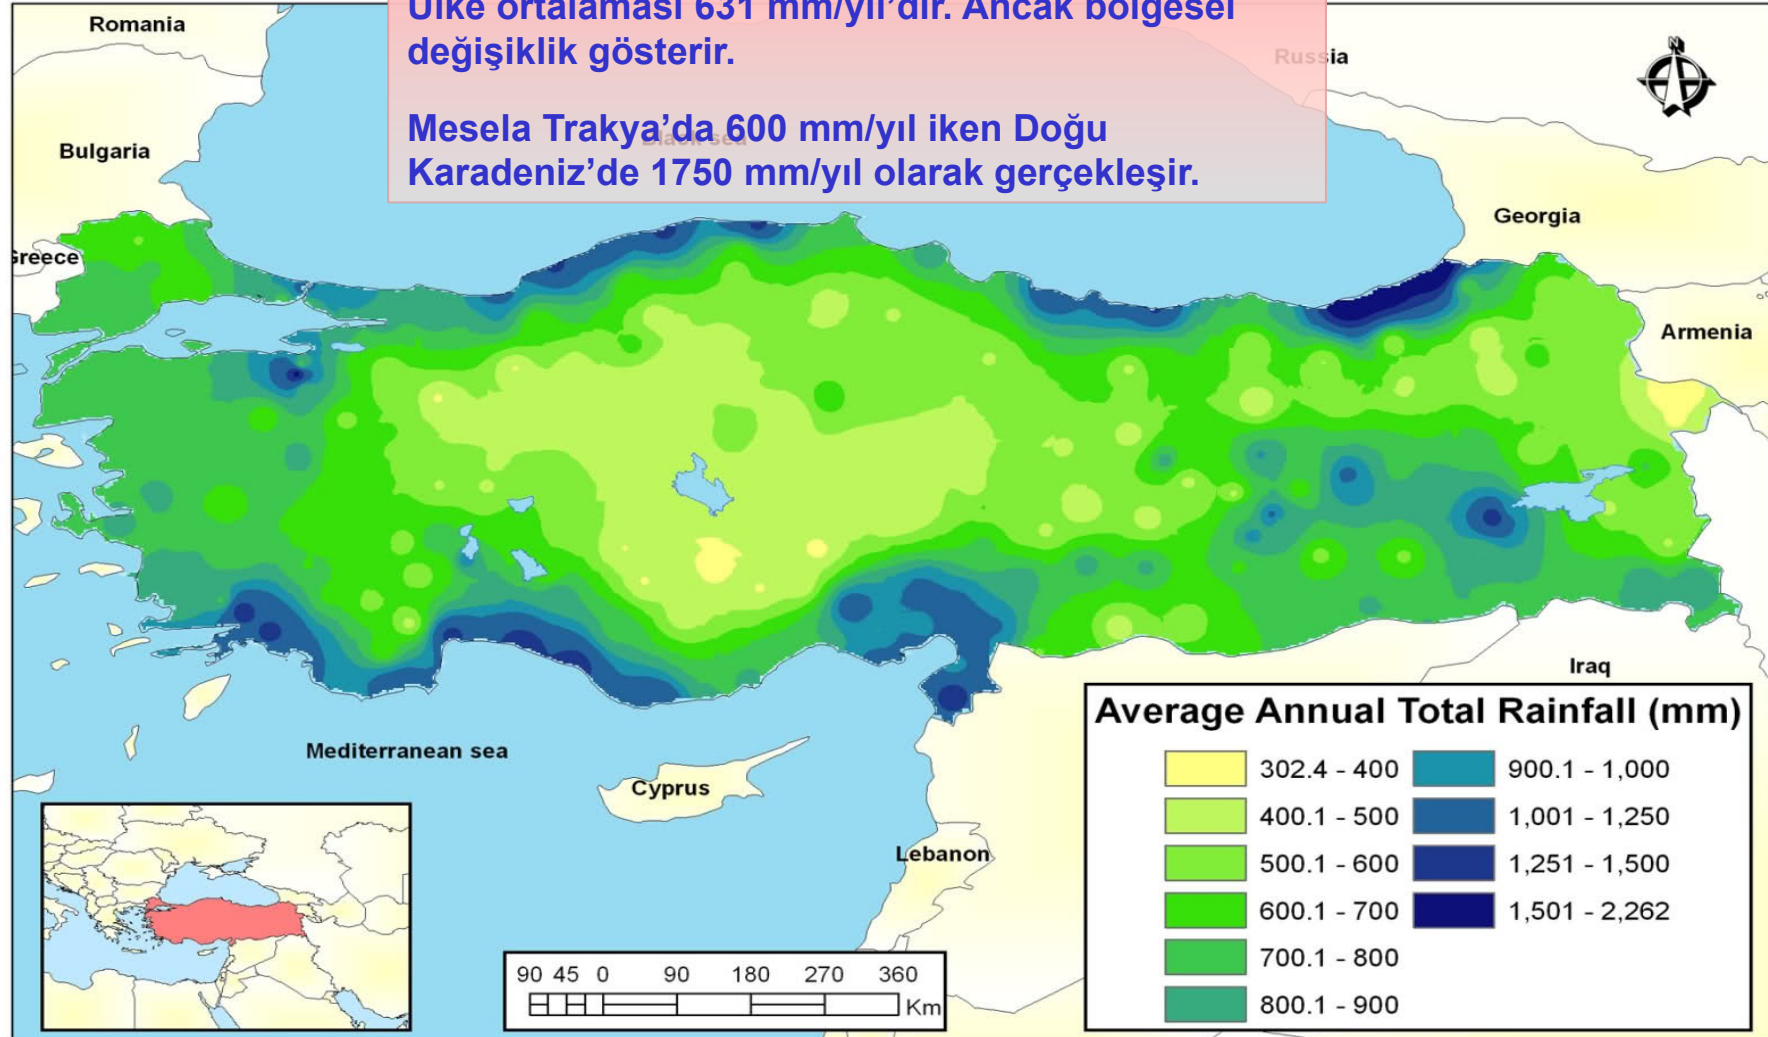 Ülke ortalaması 631 mm/yıl’dır. Ancak bölgesel
değişiklik gösterir.
Mesela Trakya’da 600 mm/yıl iken Doğu
Karadeniz’de 1750 mm/yıl olarak gerçekleşir.
Romania
Russia
N
Black sea
Bulgaria
Georgia
Greece
Armenia
Iraq
Mediterranean sea
Cyprus
Lebanon
Average Annual Total Rainfall (mm)
302.4 - 400
400.1 - 500
500.1 - 600
600.1 - 700
700.1 - 800
800.1 - 900
900.1 - 1,000
1,001 - 1,250
1,251 - 1,500
1,501 - 2,262
90 45 0 90 180 270 360
Km